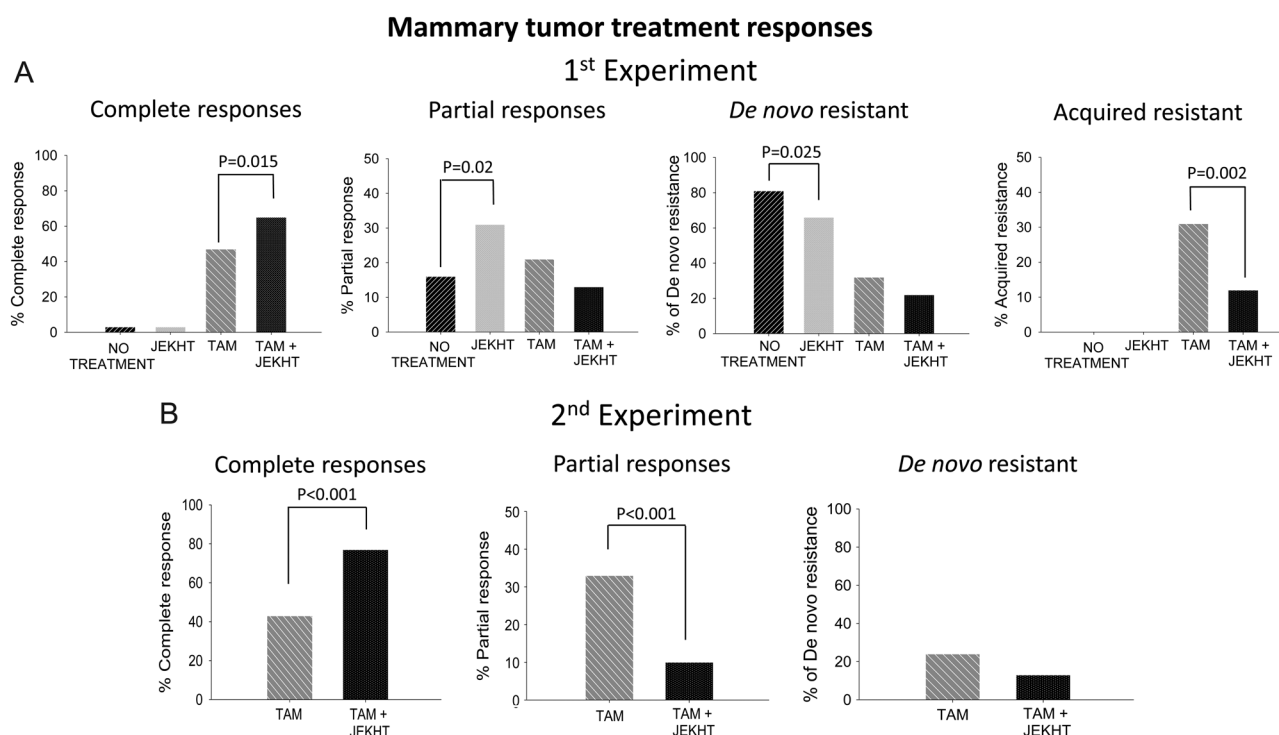 Mammary tumor treatment responses
A
1st Experiment
Complete responses
% Complete response
100
80
60
40
20
0
P=0.015
NO TREATMENT
JEKHT
TAM
TAM + JEKHT
Partial responses
% Partial response
50
40
30
20
10
0
P=0.02
NO TREATMENT
JEKHT
TAM
TAM + JEKHT
De novo resistant
% of De novo resistance
100
80
60
40
20
0
P=0.025
NO TREATMENT
JEKHT
TAM
TAM + JEKHT
Acquired resistant
% Acquired resistance
50
40
30
20
10
0
P=0.002
NO TREATMENT
JEKHT
TAM
TAM + JEKHT
B
2nd Experiment
Complete responses
% Complete response
100
80
60
40
20
0
P<0.001
TAM
TAM + JEKHT
Partial responses
% Partial response
50
40
30
20
10
0
P<0.001
TAM
TAM + JEKHT
De novo resistant
% of De novo resistance
100
80
60
40
20
0
TAM
TAM + JEKHT